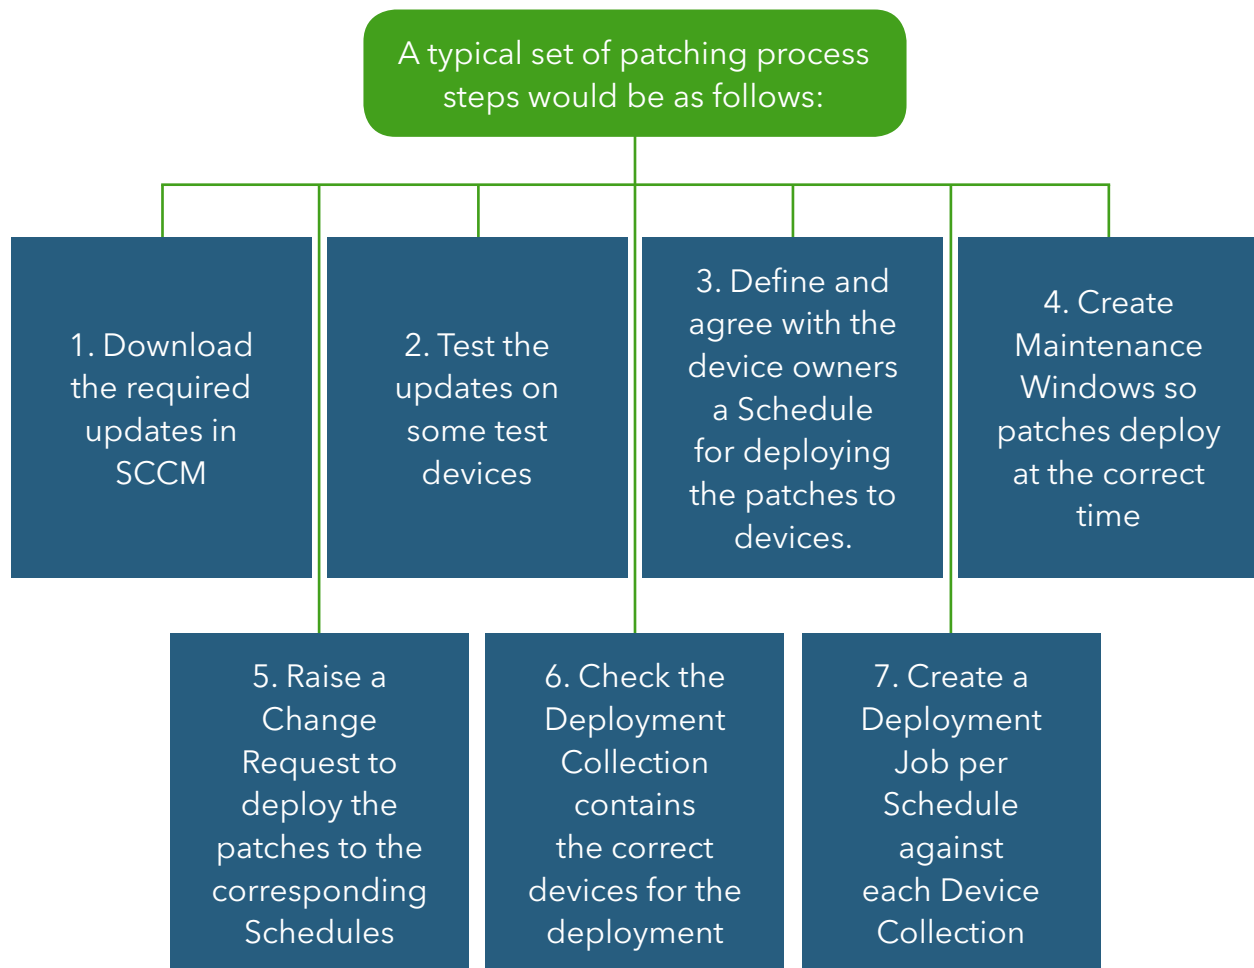 A typical set of patching process
steps would be as follows:
1. Download
the required
updates in
SCCM
2. Test the
updates on
some test
devices
3. Define and
agree with the
device owners
a Schedule
for deploying
the patches to
devices.
4. Create
Maintenance
Windows so
patches deploy
at the correct
time
5. Raise a
Change
Request to
deploy the
patches to the
corresponding
Schedules
6. Check the
Deployment
Collection
contains
the correct
devices for the
deployment
7. Create a
Deployment
Job per
Schedule
against
each Device
Collection